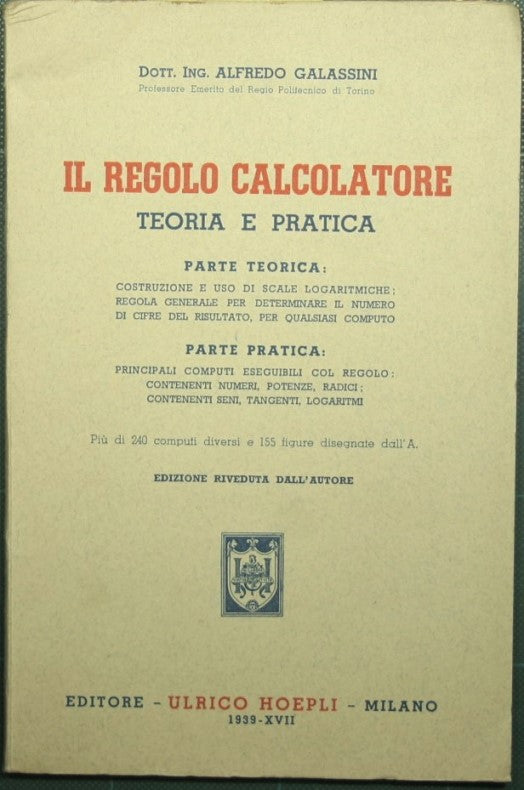 Dott. Ing. ALFREDO GALASSINI
Professore Emerito del Regio Politecnico di Torino
IL REGOLO CALCOLATORE
TEORIA E PRATICA
PARTE TEORICA:
COSTRUZIONE E USO DI SCALE LOGARITMICHE;
REGOLA GENERALE PER DETERMINARE IL NUMERO
DI CIFRE DEL RISULTATO, PER QUALSIASI COMPUTO
PARTE PRATICA:
PRINCIPALI COMPUTI ESEGUIBILI COL REGOLO:
CONTENENTI NUMERI, POTENZE, RADICI;
CONTENENTI SENI, TANGENTI, LOGARITMI
Più di 240 computi diversi e 155 figure disegnate dall'A.
EDIZIONE RIVEDUTA DALL'AUTORE
EDITORE - ULRICO HOEPLI - MILANO
1939-XVII